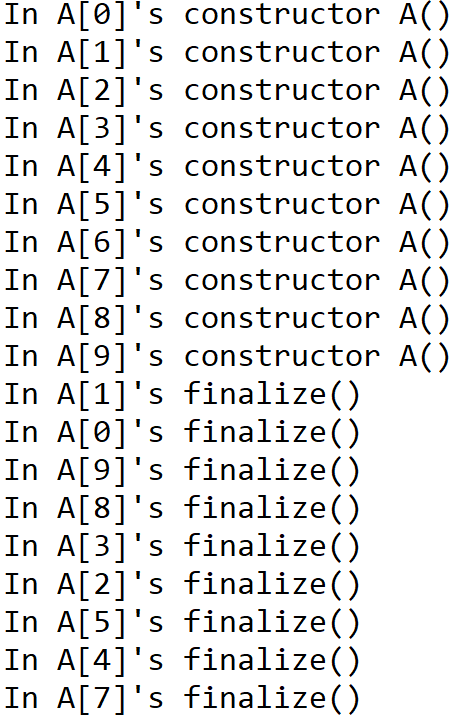 In A[0]'s constructor A()
In A[1]'s constructor A()
In A[2]'s constructor A()
In A[3]'s constructor A()
In A[4]'s constructor A()
In A[5]'s constructor A()
In A[6]'s constructor A()
In A[7]'s constructor A()
In A[8]'s constructor A()
In A[9]'s constructor A()
In A[1]'s finalize()
In A[0]'s finalize()
In A[9]'s finalize()
In A[8]'s finalize()
In A[3]'s finalize()
In A[2]'s finalize()
In A[5]'s finalize()
In A[4]'s finalize()
In A[7]'s finalize()